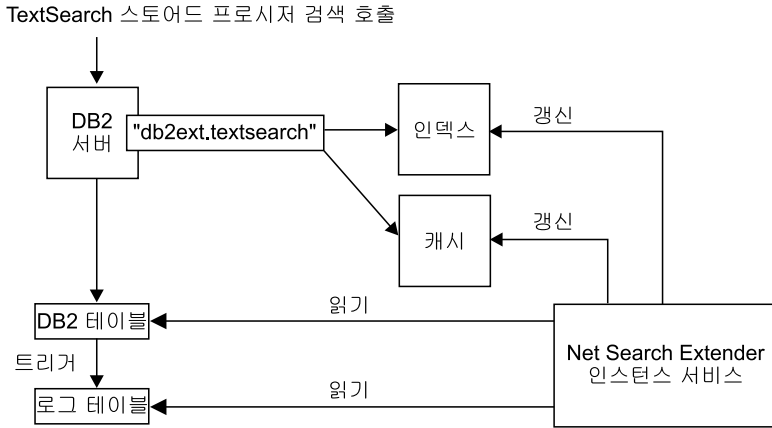 TextSearch 스토어드 프로시저 검색 호출
DB2
서버
"db2ext.textsearch"
인덱스
갱신
캐시
갱신
DB2 테이블
읽기
트리거
Net Search Extender
인스턴스 서비스
로그 테이블
읽기